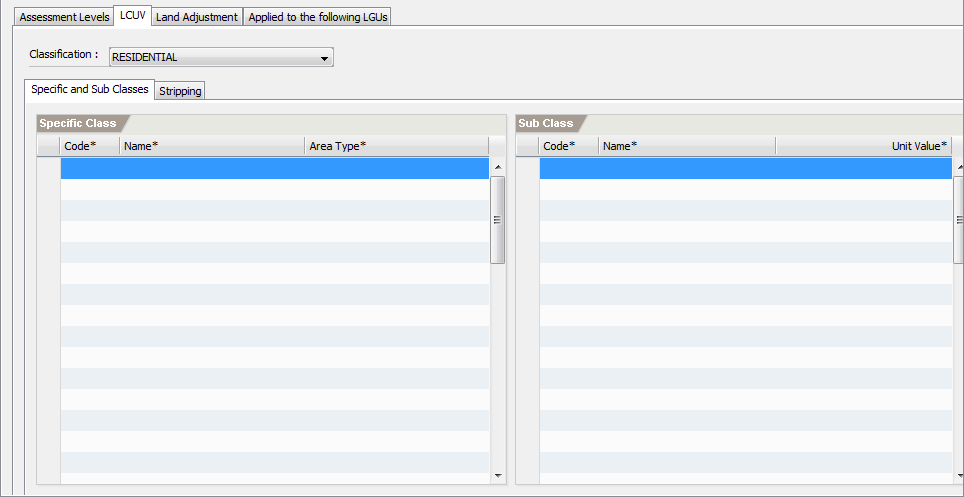 Assessment Levels LCUV Land Adjustment Applied to the following LGUs
Classification : RESIDENTIAL
Specific and Sub Classes Stripping
Specific Class Sub Class
Code* Name* Area Type* Code* Name* Unit Value*